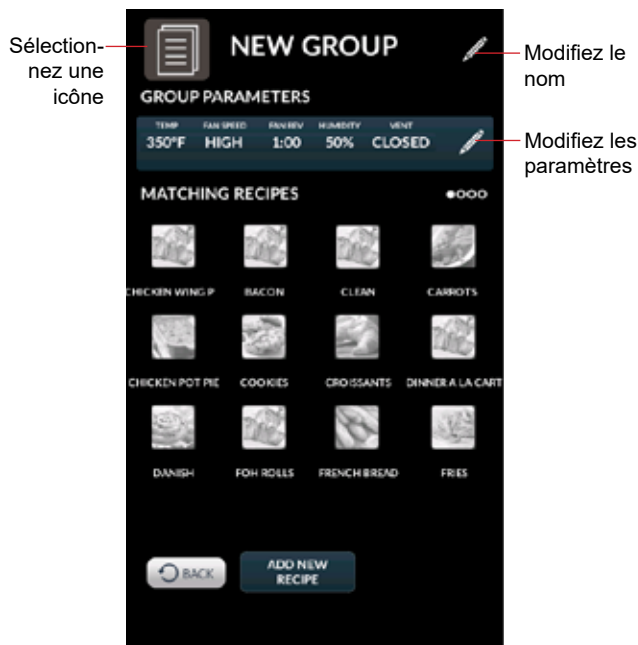 Sélection-
nez une
icône
NEW GROUP
Modifiez le
nom
GROUP PARAMETERS
TEMP FAN SPEED FAN REV HUMIDITY VENT
350°F HIGH 1:00 50% CLOSED
Modifiez les
paramètres
MATCHING RECIPES
CHICKEN WING P BACON CLEAN CARROTS
CHICKEN POT PIE COOKIES CROISSANTS DINNER A LA CART
DANISH FOH ROLLS FRENCH BREAD FRIES
BACK
ADD NEW
RECIPE